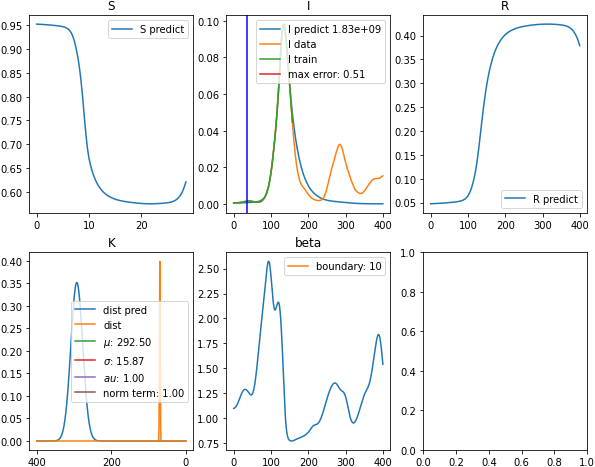 S
0.95
0.90
0.85
0.80
0.75
0.70
0.65
0.60
0 10 20
S predict
I
0.10
0.08
0.06
0.04
0.02
0.00
0 100 200 300 400
I predict 1.83e+09
I data
I train
max error: 0.51
R
0.40
0.35
0.30
0.25
0.20
0.15
0.10
0.05
0 100 200 300 400
R predict
K
0.40
0.35
0.30
0.25
0.20
0.15
0.10
0.05
0.00
400 200 0
dist pred
dist
μ: 292.50
σ: 15.87
au: 1.00
norm term: 1.00
beta
2.50
2.25
2.00
1.75
1.50
1.25
1.00
0.75
0 100 200 300 400
boundary: 10
1.0
0.8
0.6
0.4
0.2
0.0
0.0 0.2 0.4 0.6 0.8 1.0